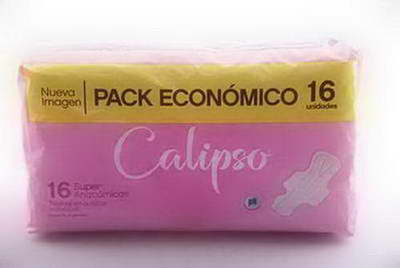 Nueva
Imagen
PACK ECONÓMICO 16
unidades
Calipso
16 Super
Anatómicas